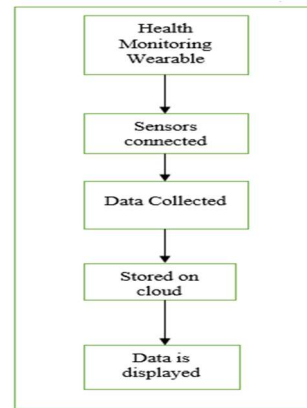 Health
Monitoring
Wearable
Sensors
connected
Data Collected
Stored on
cloud
Data is
displayed